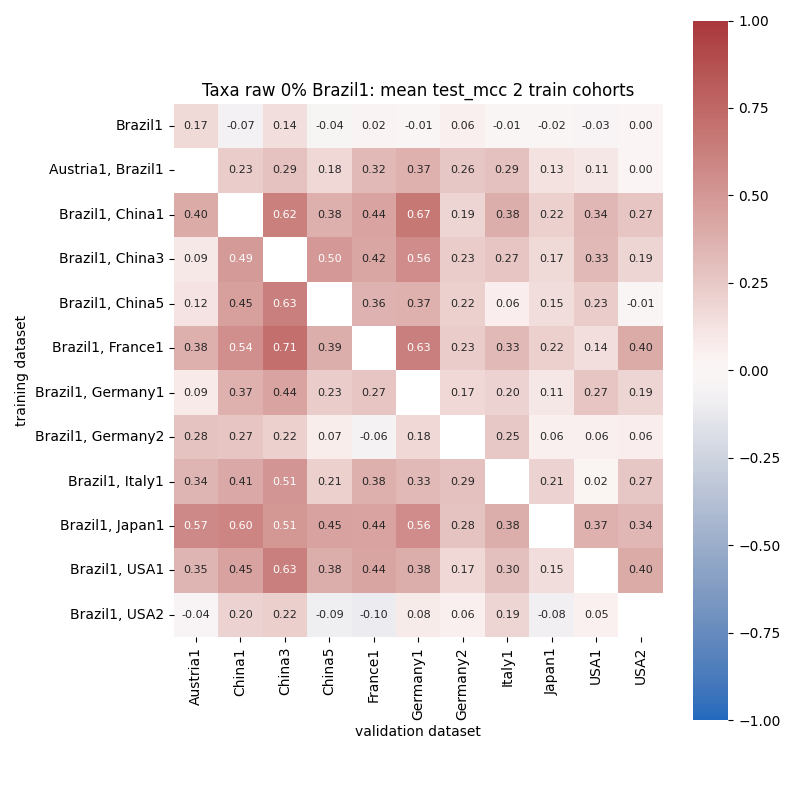 Taxa raw 0% Brazil1: mean test_mcc 2 train cohorts
training dataset
Brazil1 0.17 -0.07 0.14 -0.04 0.02 -0.01 0.06 -0.01 -0.02 -0.03 0.00
Austria1, Brazil1 0.23 0.29 0.18 0.32 0.37 0.26 0.29 0.13 0.11 0.00
Brazil1, China1 0.40 0.62 0.38 0.44 0.67 0.19 0.38 0.22 0.34 0.27
Brazil1, China3 0.09 0.49 0.50 0.42 0.56 0.23 0.27 0.17 0.33 0.19
Brazil1, China5 0.12 0.45 0.63 0.36 0.37 0.22 0.06 0.15 0.23 -0.01
Brazil1, France1 0.38 0.54 0.71 0.39 0.63 0.23 0.33 0.22 0.14 0.40
Brazil1, Germany1 0.09 0.37 0.44 0.23 0.27 0.17 0.20 0.11 0.27 0.19
Brazil1, Germany2 0.28 0.27 0.22 0.07 -0.06 0.18 0.25 0.06 0.06 0.06
Brazil1, Italy1 0.34 0.41 0.51 0.21 0.38 0.33 0.29 0.21 0.02 0.27
Brazil1, Japan1 0.57 0.60 0.51 0.45 0.44 0.56 0.28 0.38 0.37 0.34
Brazil1, USA1 0.35 0.45 0.63 0.38 0.44 0.38 0.17 0.30 0.15 0.40
Brazil1, USA2 -0.04 0.20 0.22 -0.09 -0.10 0.08 0.06 0.19 -0.08 0.05
Austria1 China1 China3 China5 France1 Germany1 Germany2 Italy1 Japan1 USA1 USA2
validation dataset
1.00
0.75
0.50
0.25
0.00
−0.25
−0.50
−0.75
−1.00